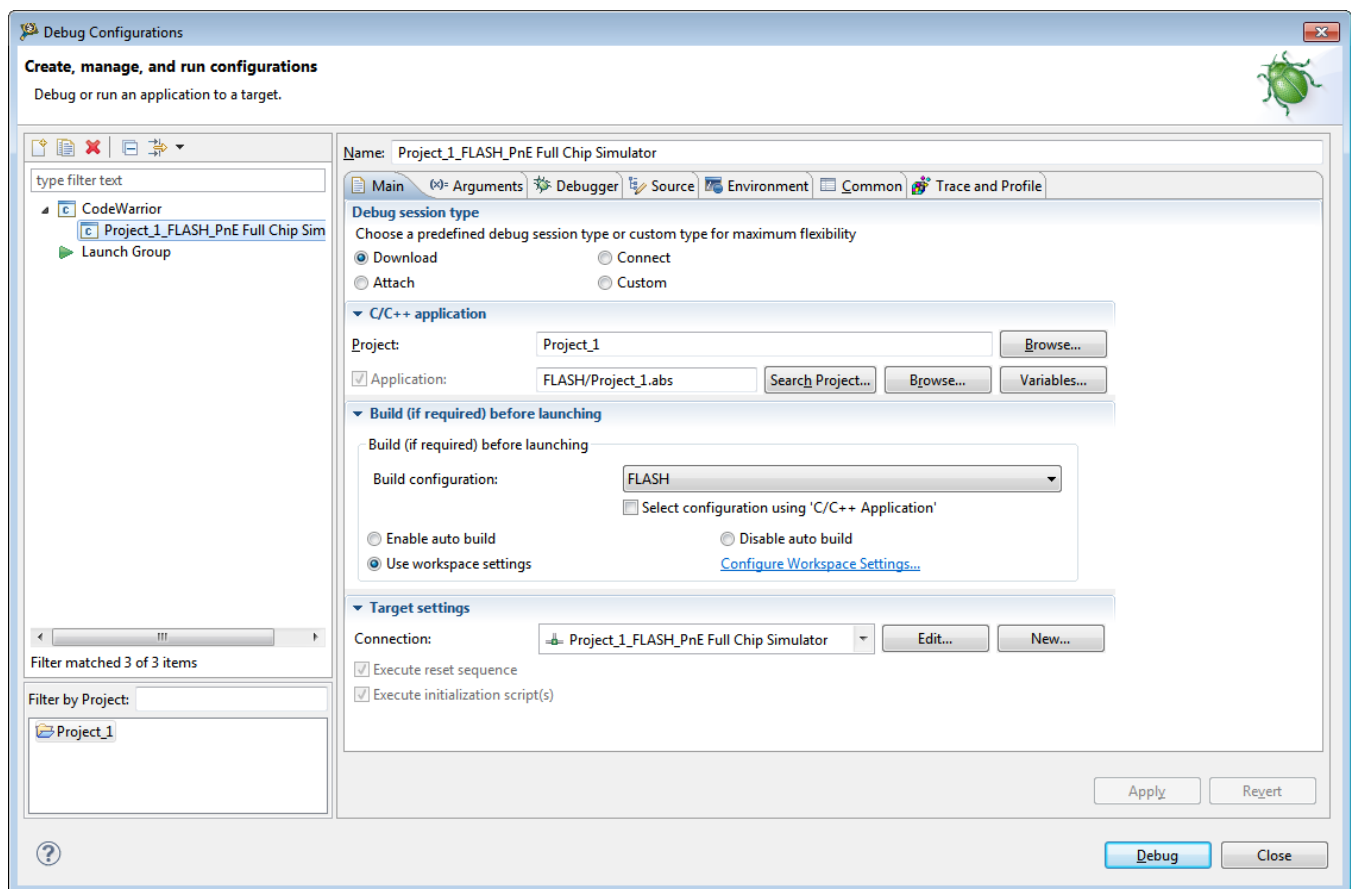 Debug Configurations
Create, manage, and run configurations
Debug or run an application to a target.
type filter text
CodeWarrior
Project_1_FLASH_PnE Full Chip Sim
Launch Group
Filter matched 3 of 3 items
Filter by Project:
Project_1
Name: Project_1_FLASH_PnE Full Chip Simulator
Main (x)= Arguments Debugger Source Environment Common Trace and Profile
Debug session type
Choose a predefined debug session type or custom type for maximum flexibility
Download Connect
Attach Custom
C/C++ application
Project: Project_1 Browse...
Application: FLASH/Project_1.abs Search Project... Browse... Variables...
Build (if required) before launching
Build (if required) before launching
Build configuration: FLASH
Select configuration using 'C/C++ Application'
Enable auto build Disable auto build
Use workspace settings Configure Workspace Settings...
Target settings
Connection: Project_1_FLASH_PnE Full Chip Simulator Edit... New...
Execute reset sequence
Execute initialization script(s)
Apply Revert
? Debug Close